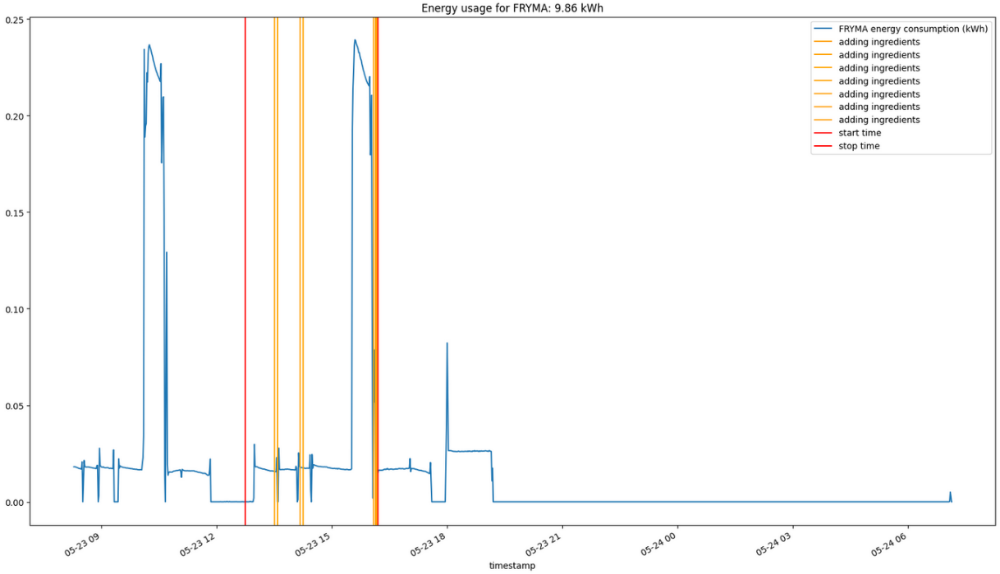 Energy usage for FRYMA: 9.86 kWh
0.25
0.20
0.15
0.10
0.05
0.00
FRYMA energy consumption (kWh)
adding ingredients
adding ingredients
adding ingredients
adding ingredients
adding ingredients
adding ingredients
adding ingredients
start time
stop time
05-23 09
05-23 12
05-23 15
05-23 18
05-23 21
05-24 00
05-24 03
05-24 06
timestamp